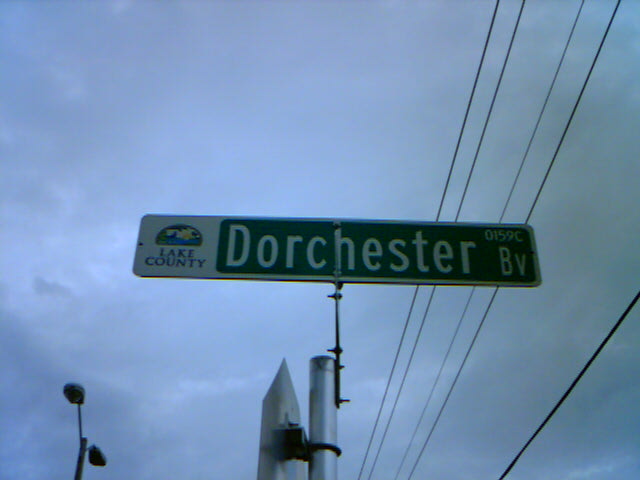 LAKE
COUNTY
Dorchester Bv
0159C